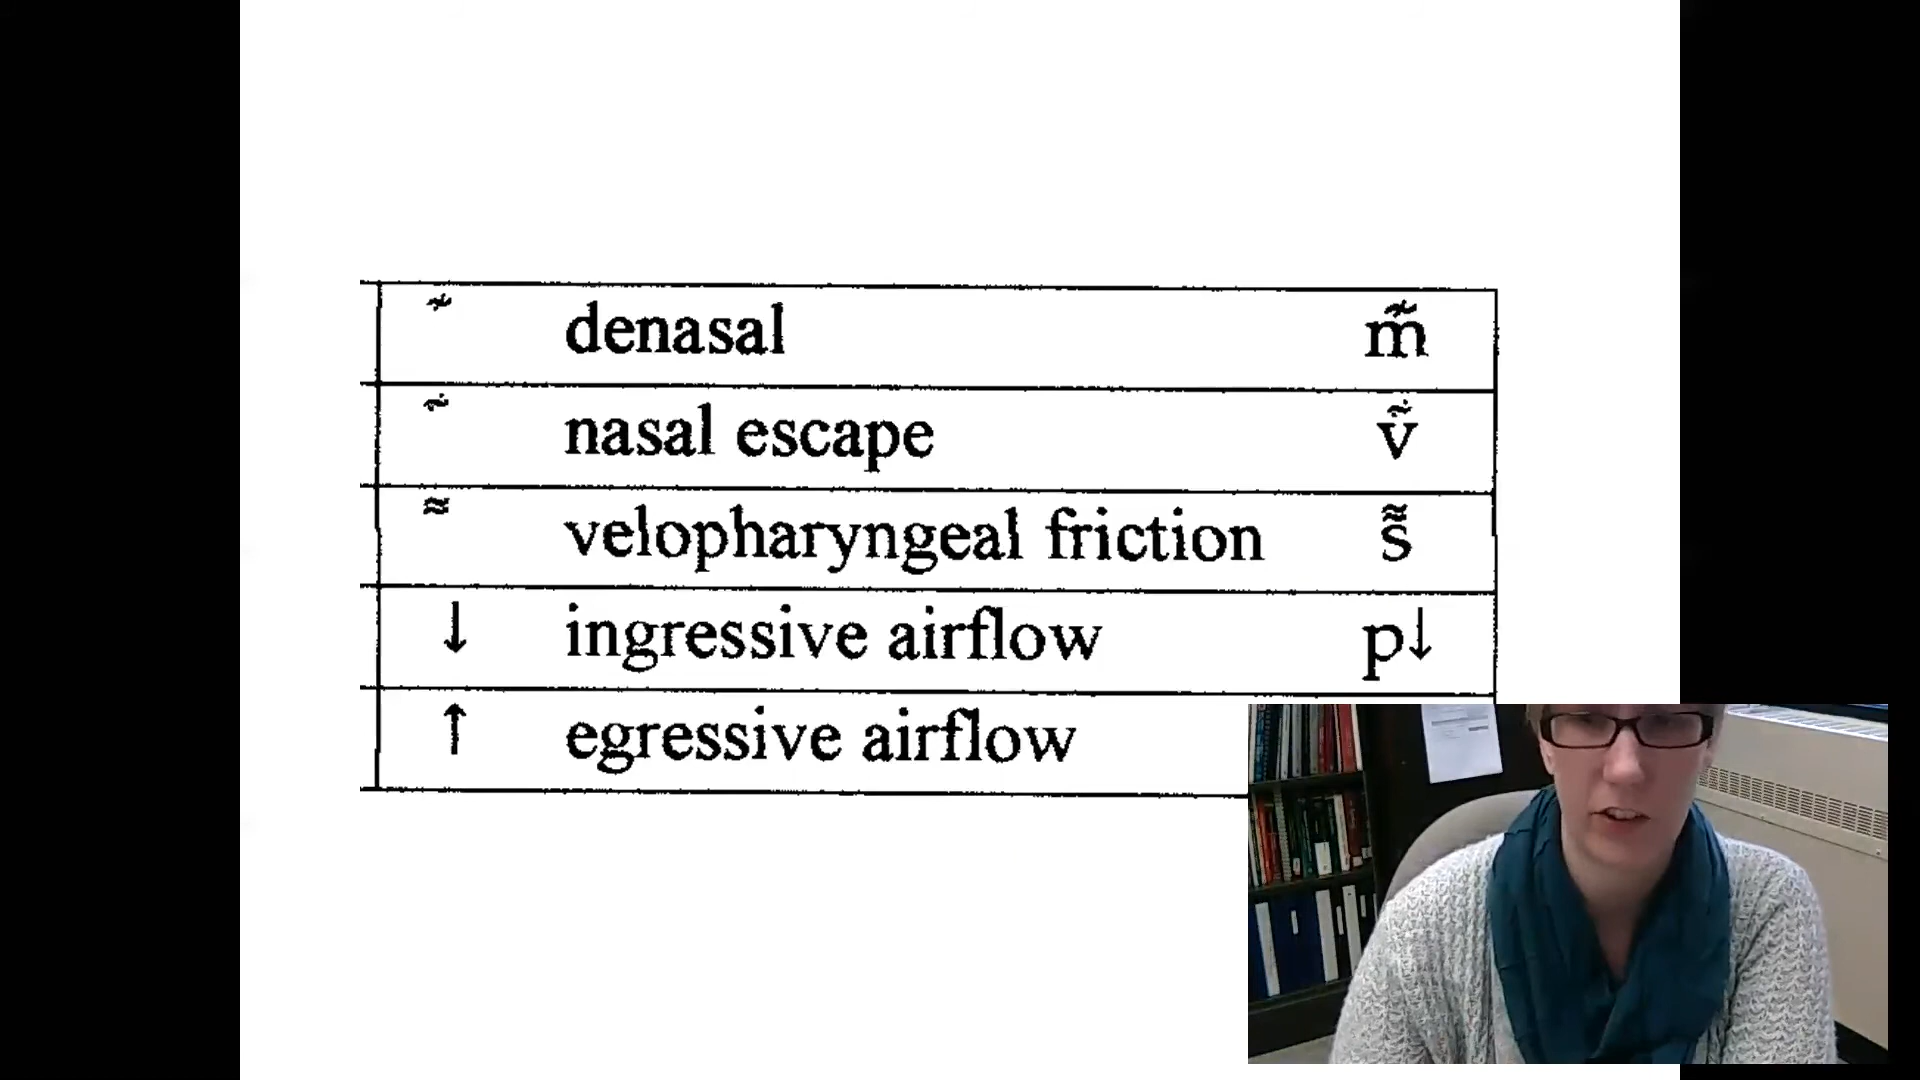 ͊ denasal m͊
͋ nasal escape v͋
͌ velopharyngeal friction s͌
↓ ingressive airflow p↓
↑ egressive airflow